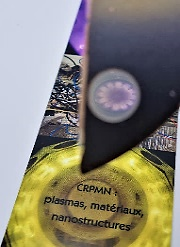 CRPMN :
plasmas, matériaux,
nanostructures